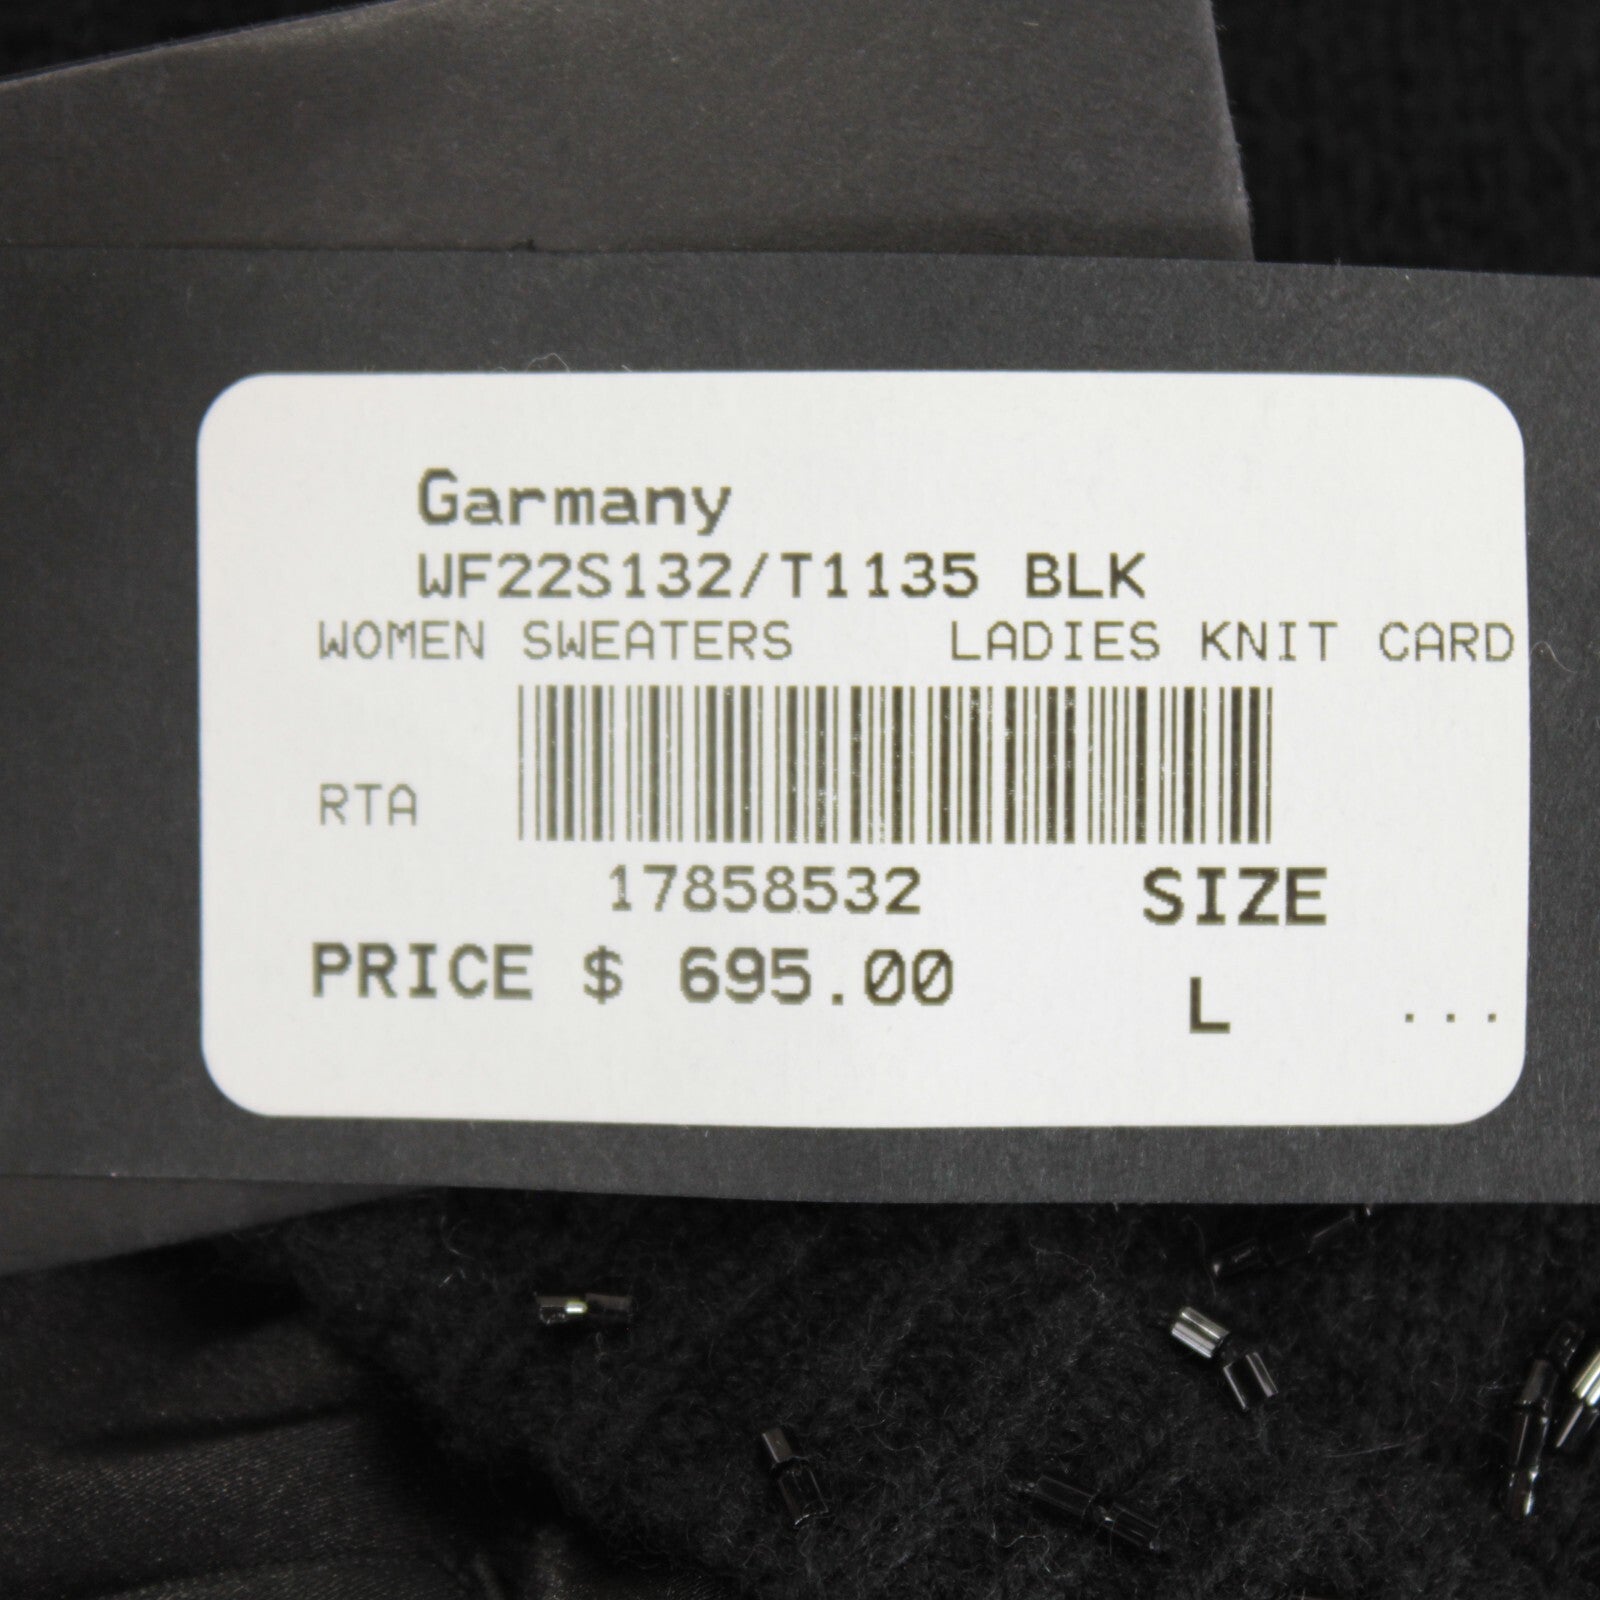 Garmany
WF22S132/T1135 BLK
WOMEN SWEATERS LADIES KNIT CARD
RTA
17858532 SIZE
PRICE $ 695.00 L ...